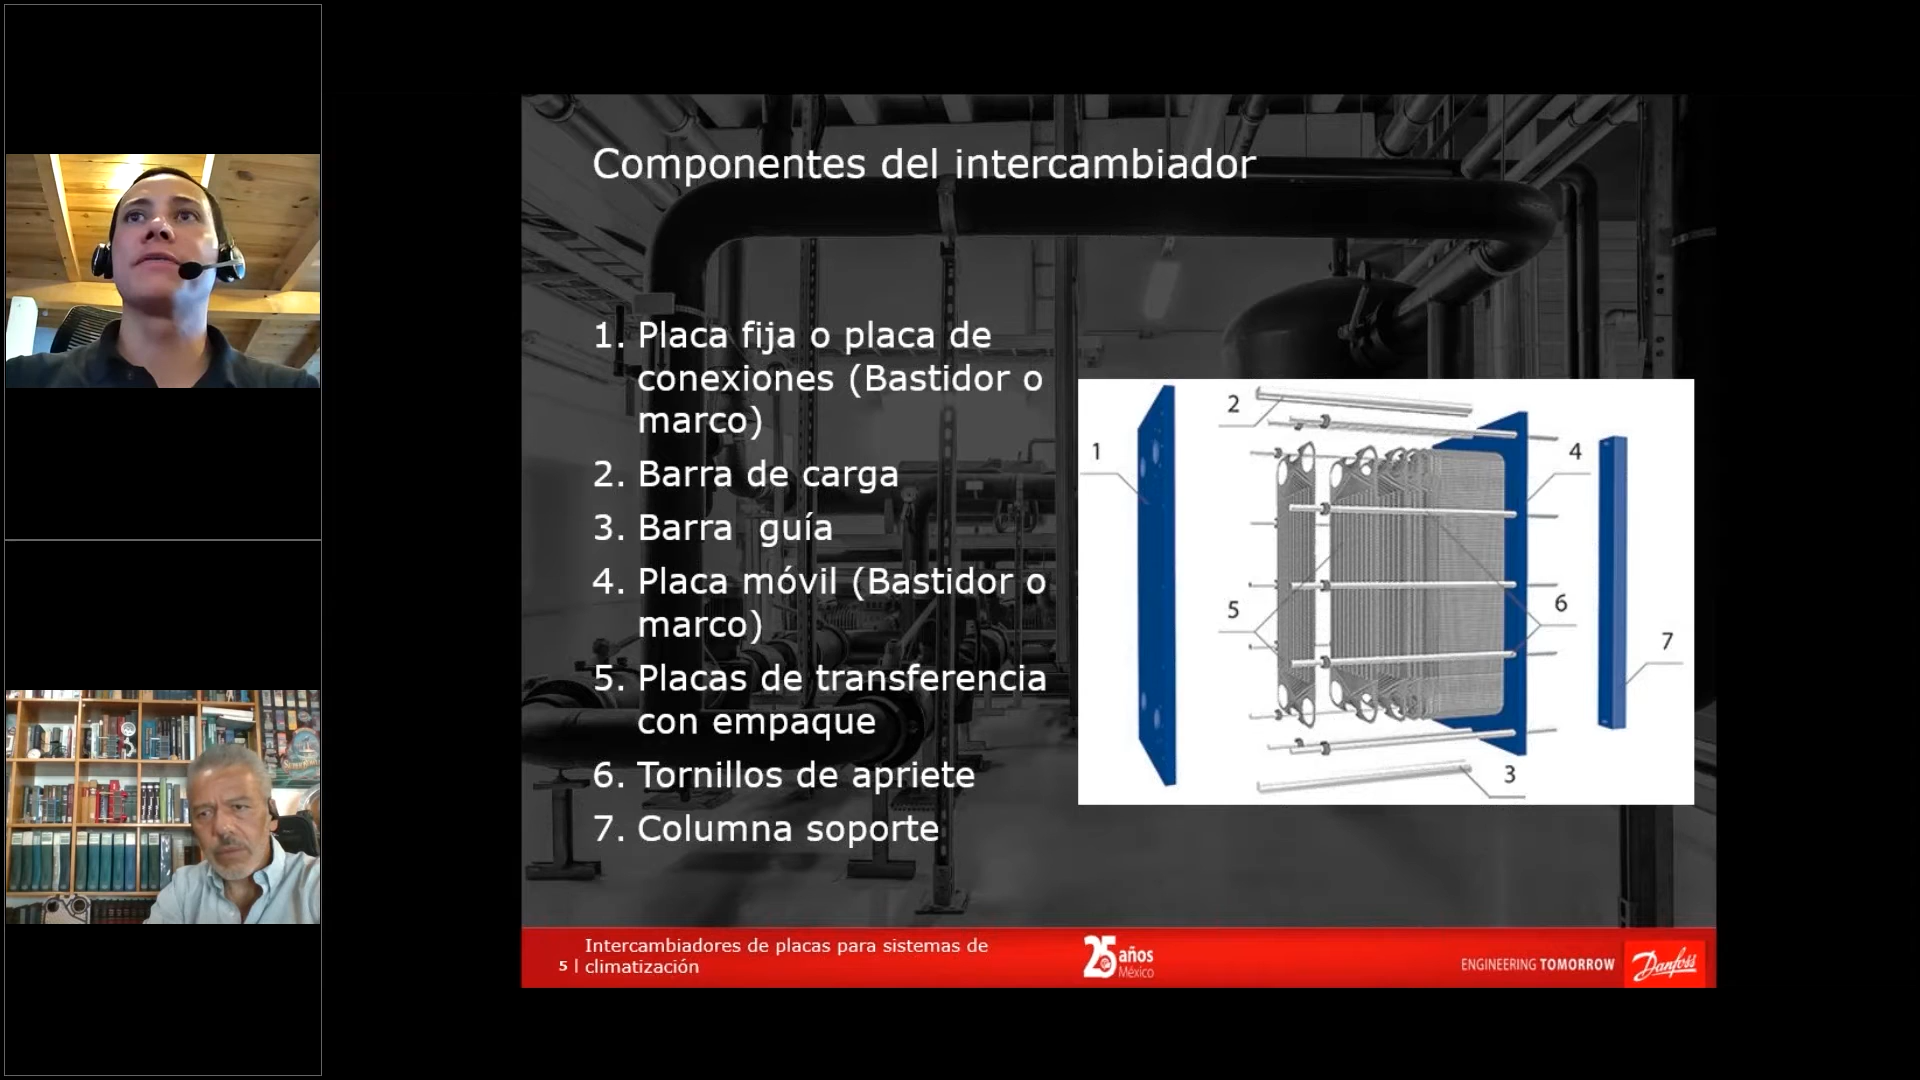 Componentes del intercambiador
1. Placa fija o placa de
conexiones (Bastidor o
marco)
2. Barra de carga
3. Barra  guía
4. Placa móvil (Bastidor o
marco)
5. Placas de transferencia
con empaque
6. Tornillos de apriete
7. Columna soporte
2
1
4
5
6
7
3
Intercambiadores de placas para sistemas de
5 | climatización
25 años
México
ENGINEERING TOMORROW
Danfoss